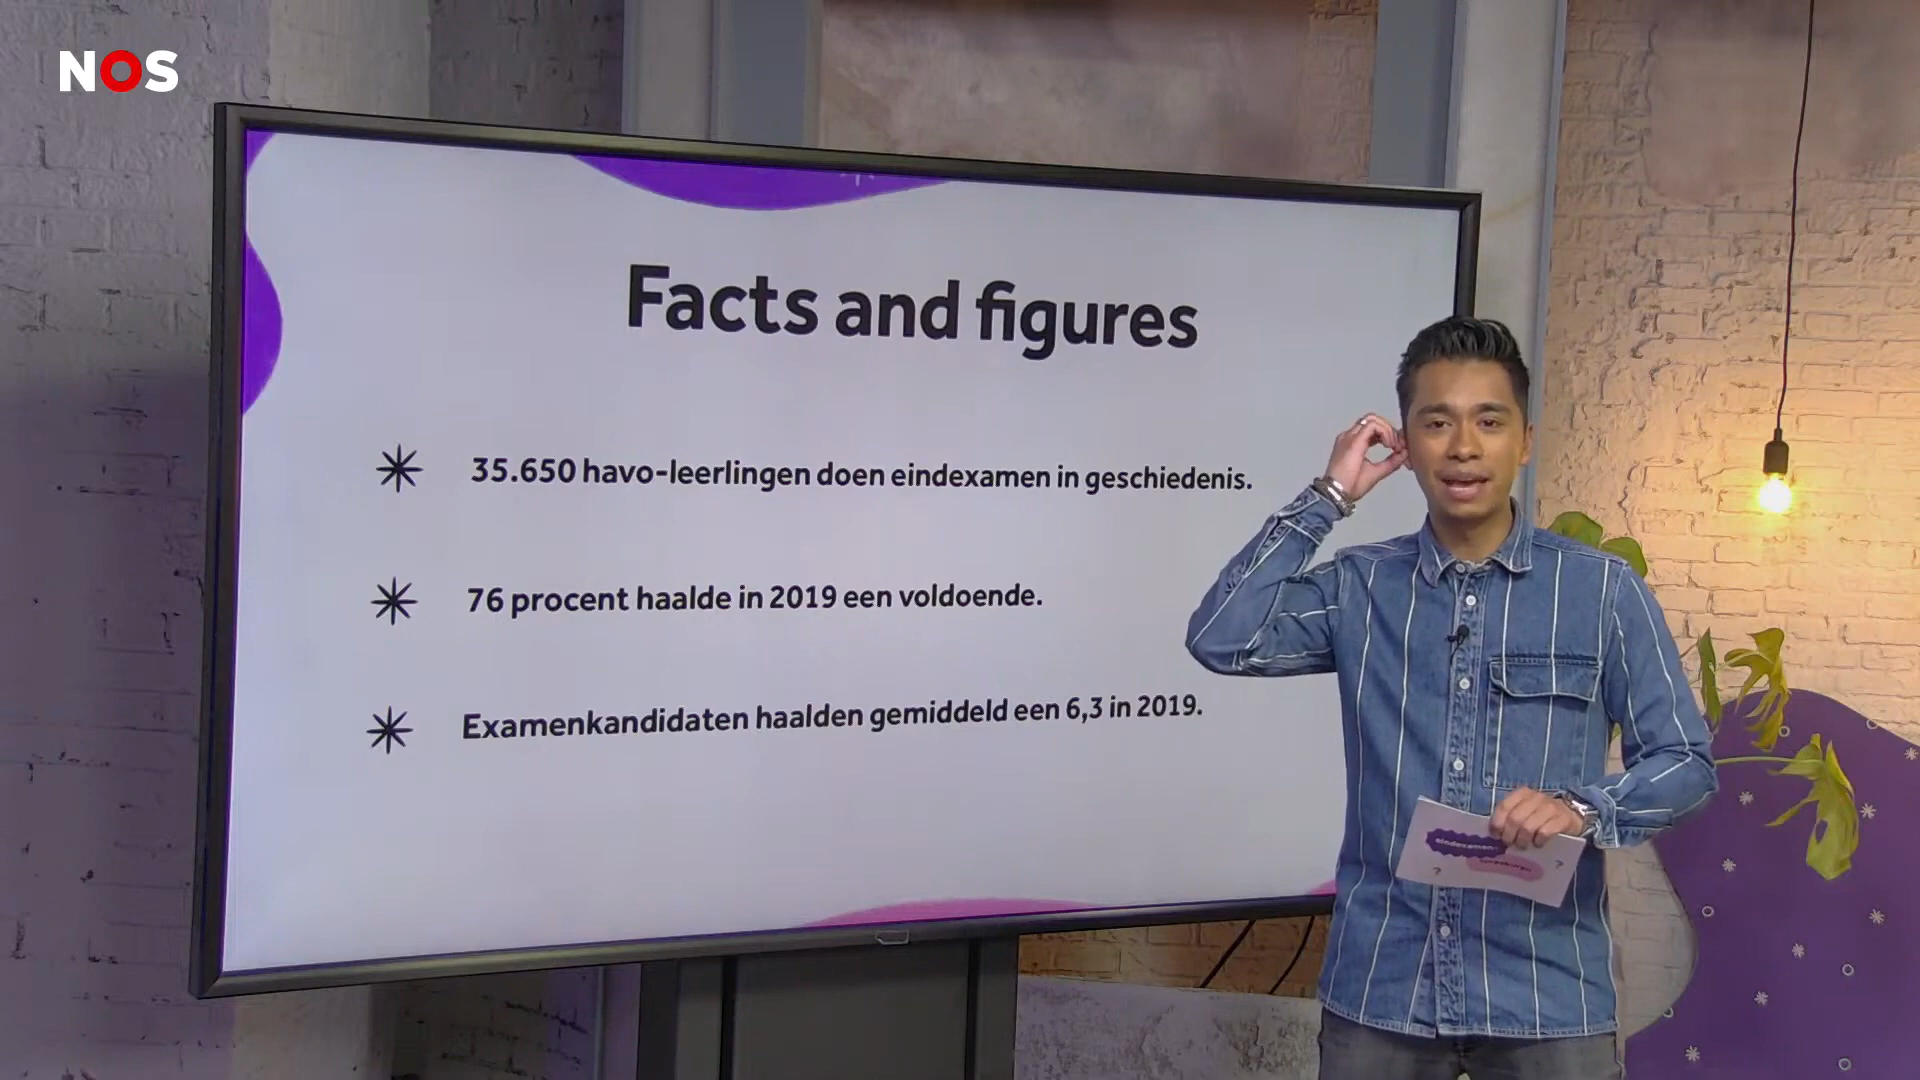 NOS
Facts and figures
35.650 havo-leerlingen doen eindexamen in geschiedenis.
76 procent haalde in 2019 een voldoende.
Examenkandidaten haalden gemiddeld een 6,3 in 2019.
eindexamen-
?
?